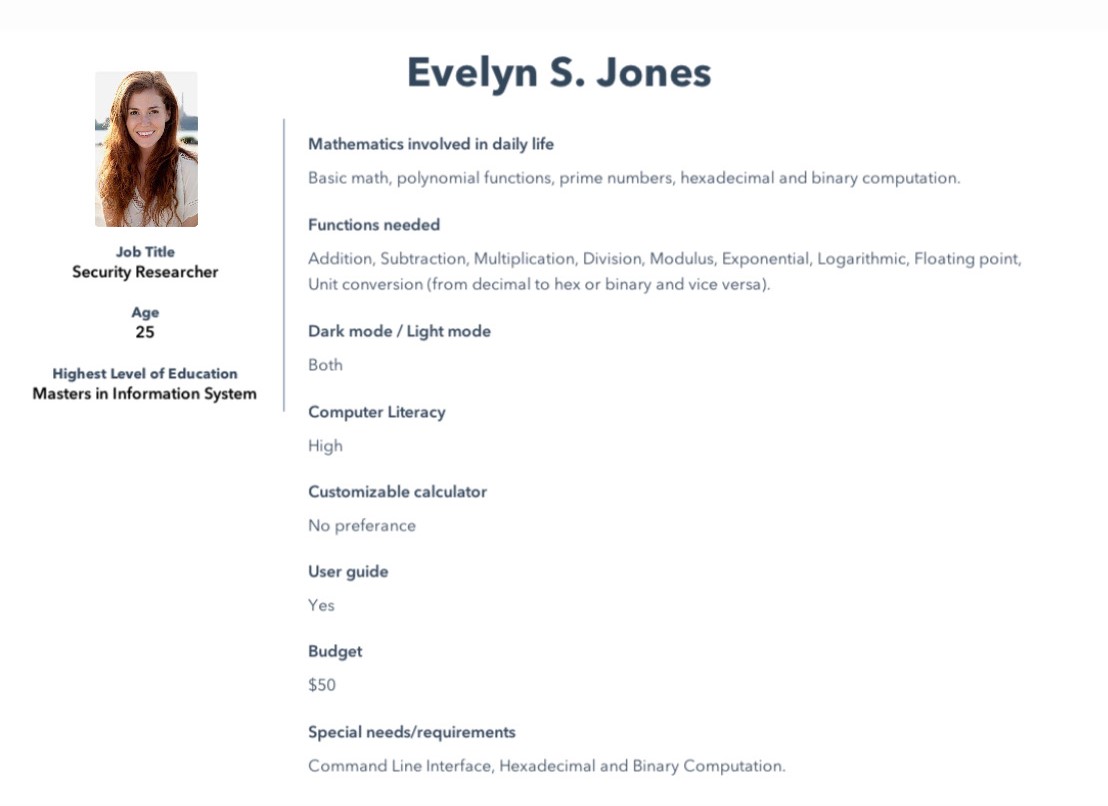 Evelyn S. Jones
Job Title
Security Researcher
Age
25
Highest Level of Education
Masters in Information System
Mathematics involved in daily life
Basic math, polynomial functions, prime numbers, hexadecimal and binary computation.
Functions needed
Addition, Subtraction, Multiplication, Division, Modulus, Exponential, Logarithmic, Floating point,
Unit conversion (from decimal to hex or binary and vice versa).
Dark mode / Light mode
Both
Computer Literacy
High
Customizable calculator
No preferance
User guide
Yes
Budget
$50
Special needs/requirements
Command Line Interface, Hexadecimal and Binary Computation.